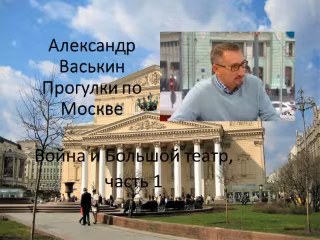 Александр
Васькин
Прогулки по
Москве
Война и Большой театр,
часть 1